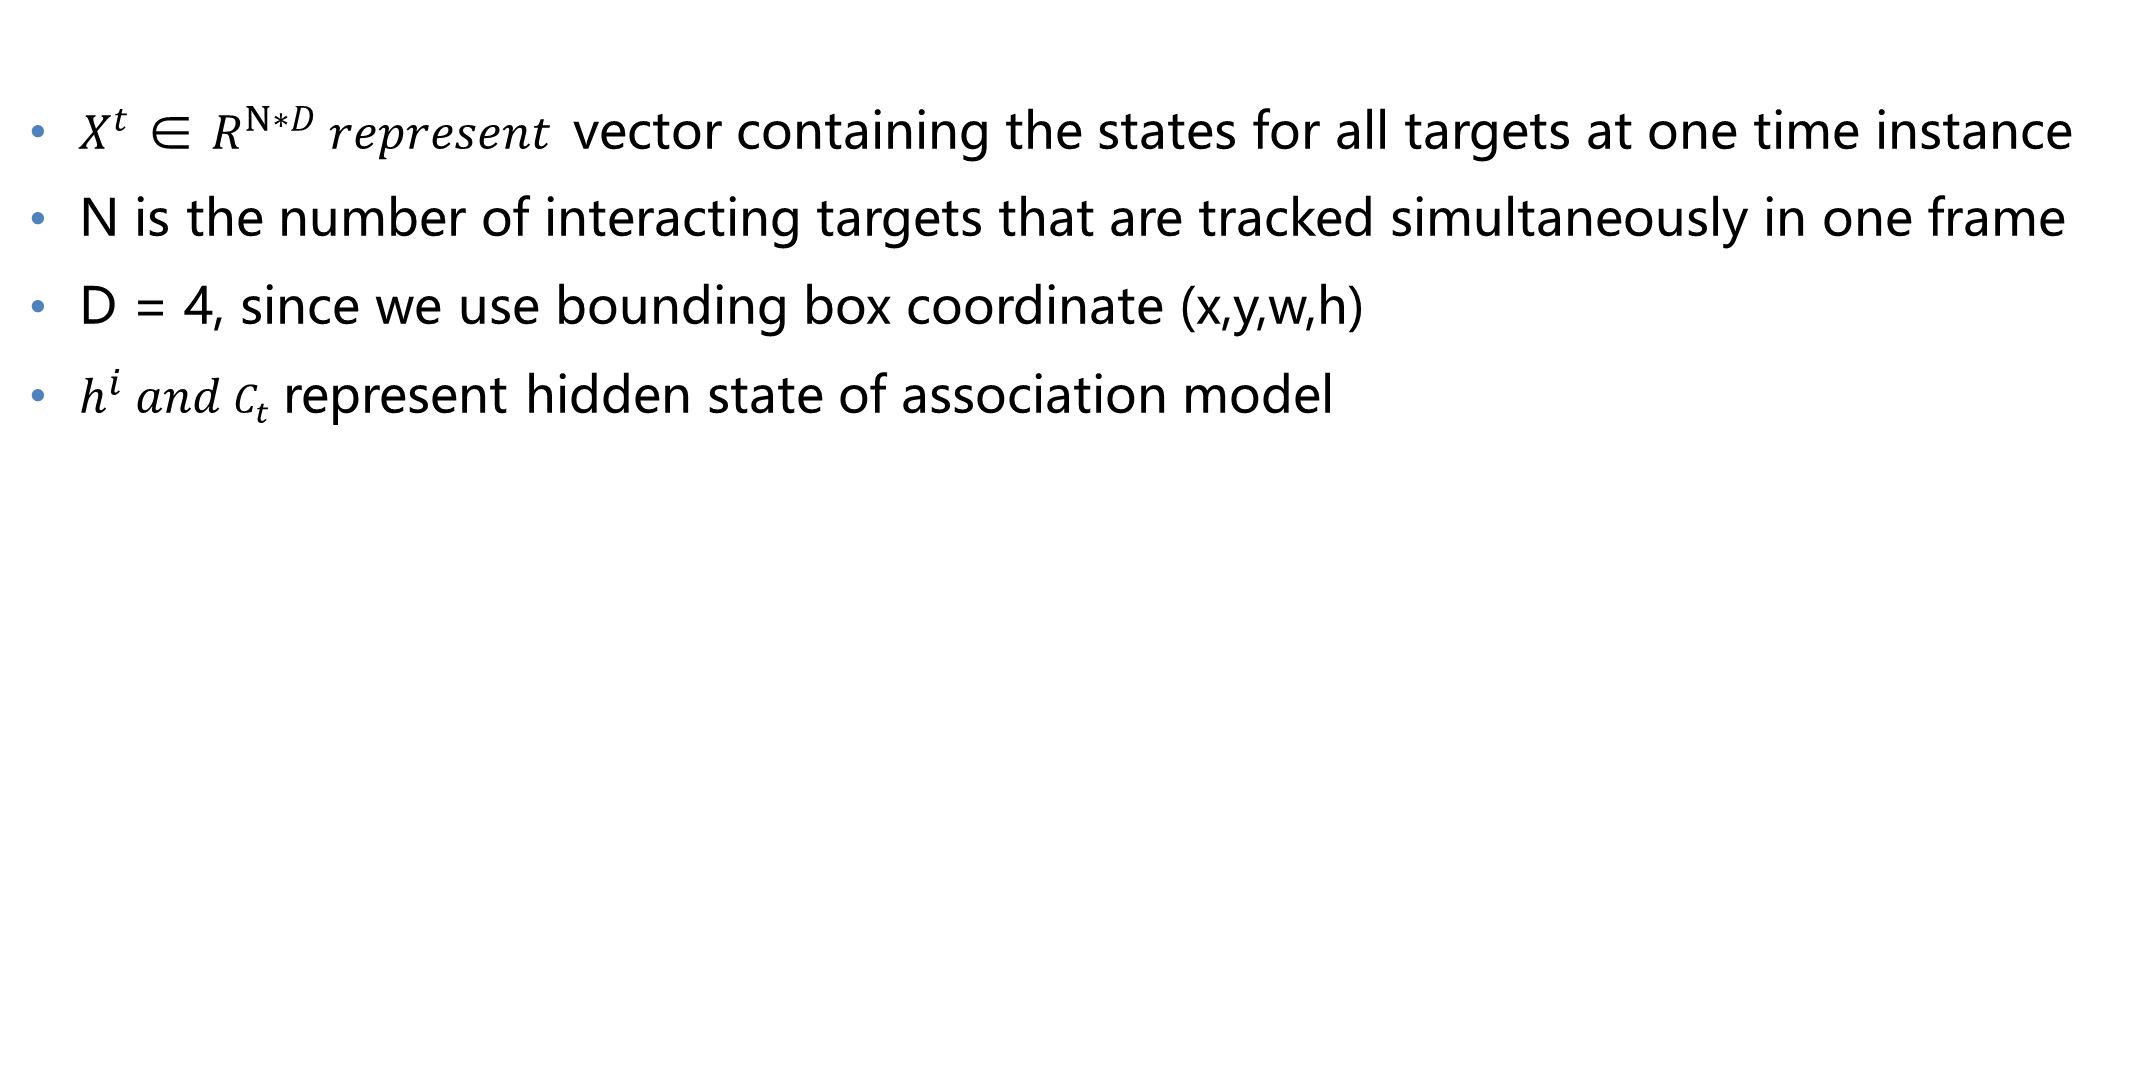 • $X^t \in R^{N*D}$ represent vector containing the states for all targets at one time instance
• N is the number of interacting targets that are tracked simultaneously in one frame
• D = 4, since we use bounding box coordinate (x,y,w,h)
• $h^i$ and $c_t$ represent hidden state of association model